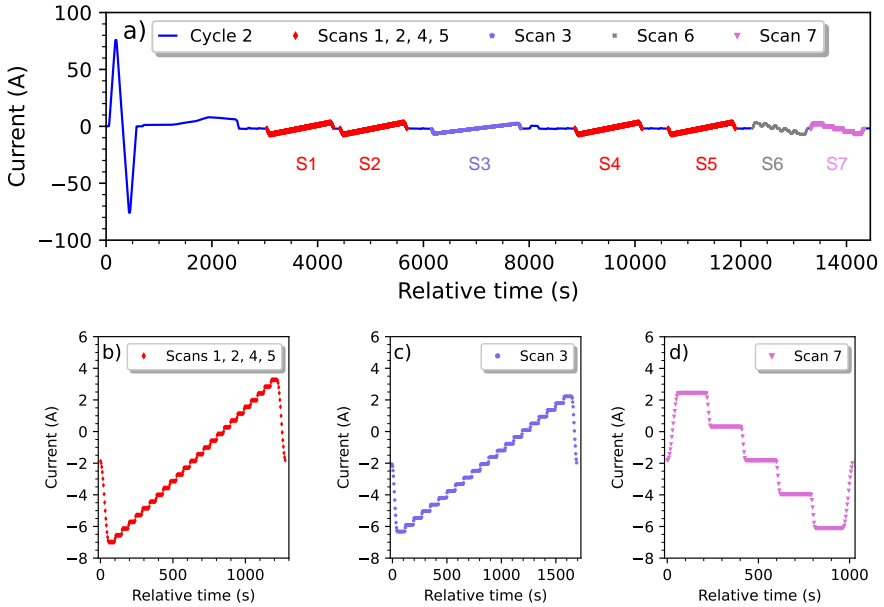 a)
Cycle 2 Scans 1, 2, 4, 5 Scan 3 Scan 6 Scan 7
100
50
0
−50
−100
Current (A)
S1 S2 S3 S4 S5 S6 S7
0 2000 4000 6000 8000 10000 12000 14000
Relative time (s)
b)
Scans 1, 2, 4, 5
6
4
2
0
−2
−4
−6
−8
Current (A)
0 500 1000
Relative time (s)
c)
Scan 3
6
4
2
0
−2
−4
−6
−8
Current (A)
0 500 1000 1500
Relative time (s)
d)
Scan 7
6
4
2
0
−2
−4
−6
−8
Current (A)
0 500 1000
Relative time (s)